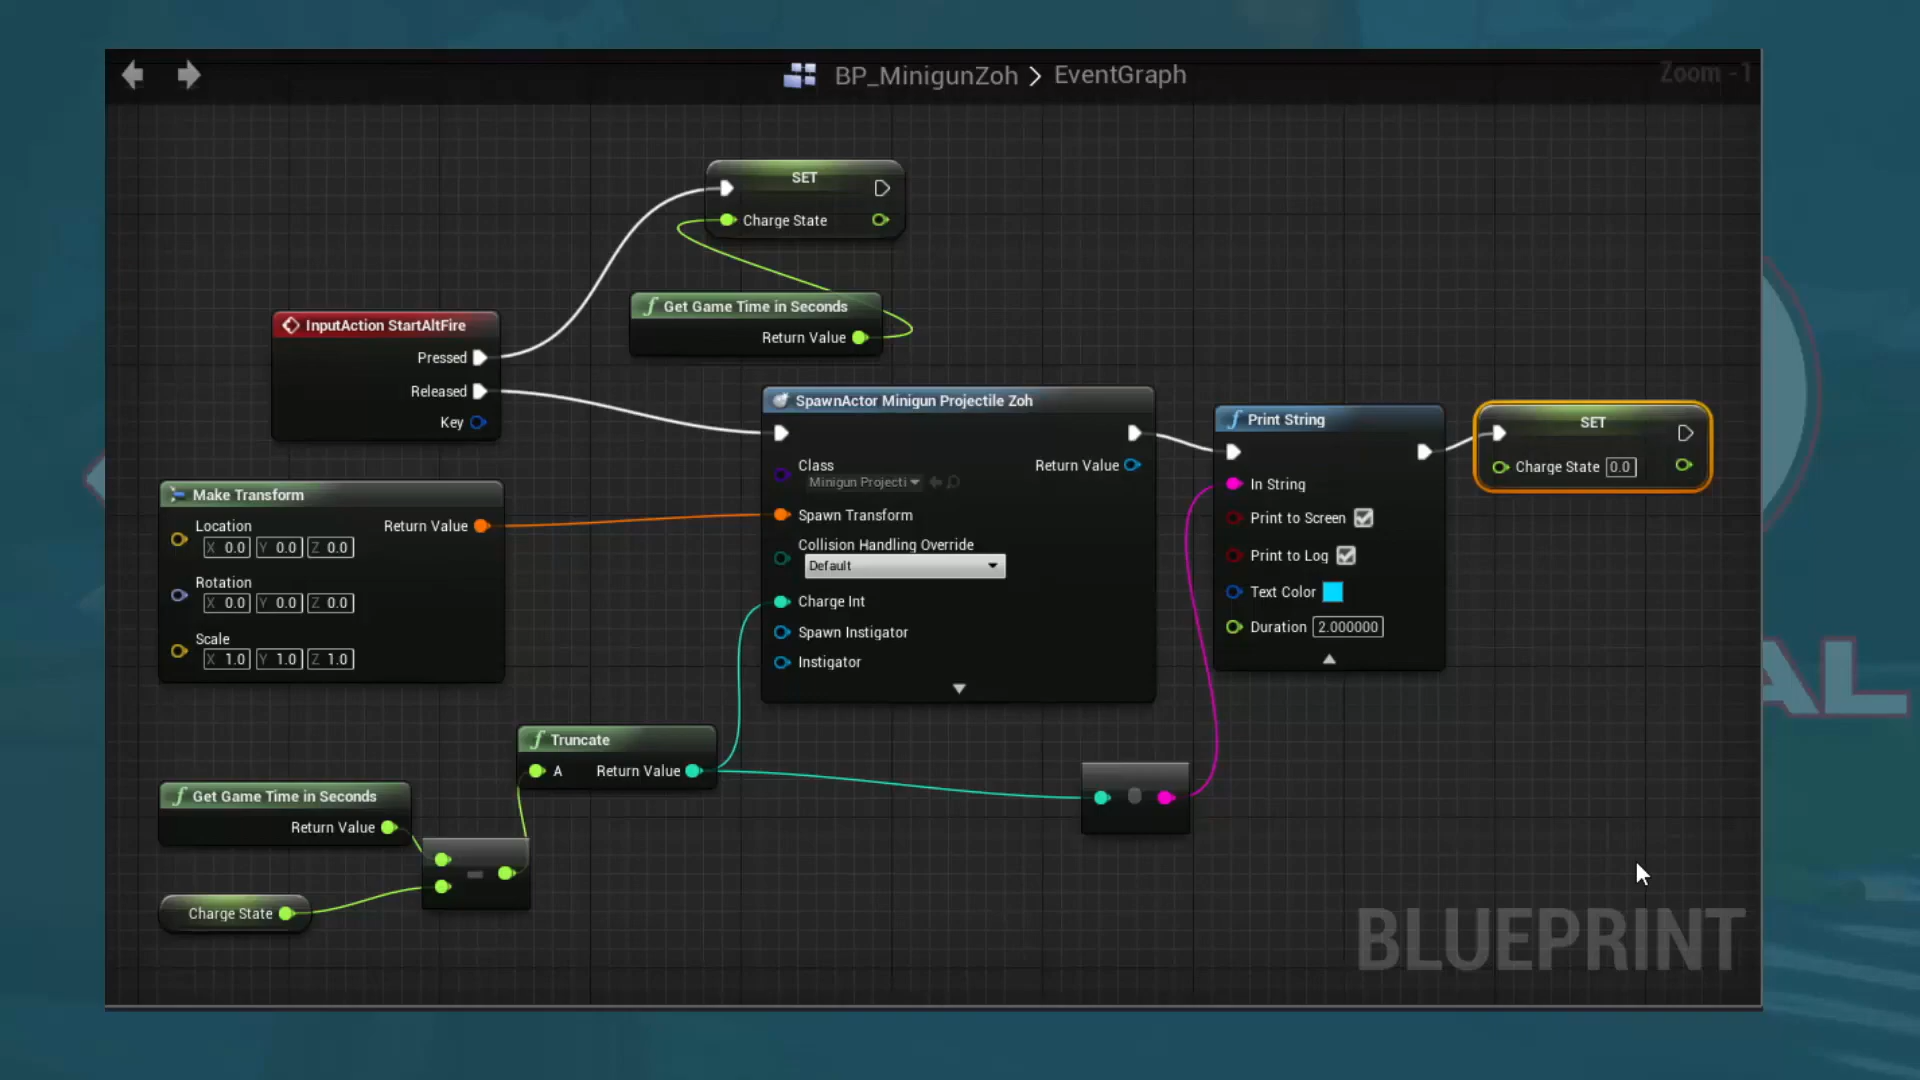 BP_MinigunZoh > EventGraph
Zoom -1
SET
Charge State
Get Game Time in Seconds
Return Value
InputAction StartAltFire
Pressed
Released
Key
SpawnActor Minigun Projectile Zoh
Class
Minigun Projecti
Return Value
Spawn Transform
Collision Handling Override
Default
Charge Int
Spawn Instigator
Instigator
Print String
In String
Print to Screen
Print to Log
Text Color
Duration 2.000000
SET
Charge State 0.0
Make Transform
Location
Return Value
X 0.0 Y 0.0 Z 0.0
Rotation
X 0.0 Y 0.0 Z 0.0
Scale
X 1.0 Y 1.0 Z 1.0
Truncate
A Return Value
Get Game Time in Seconds
Return Value
Charge State
BLUEPRINT
AL